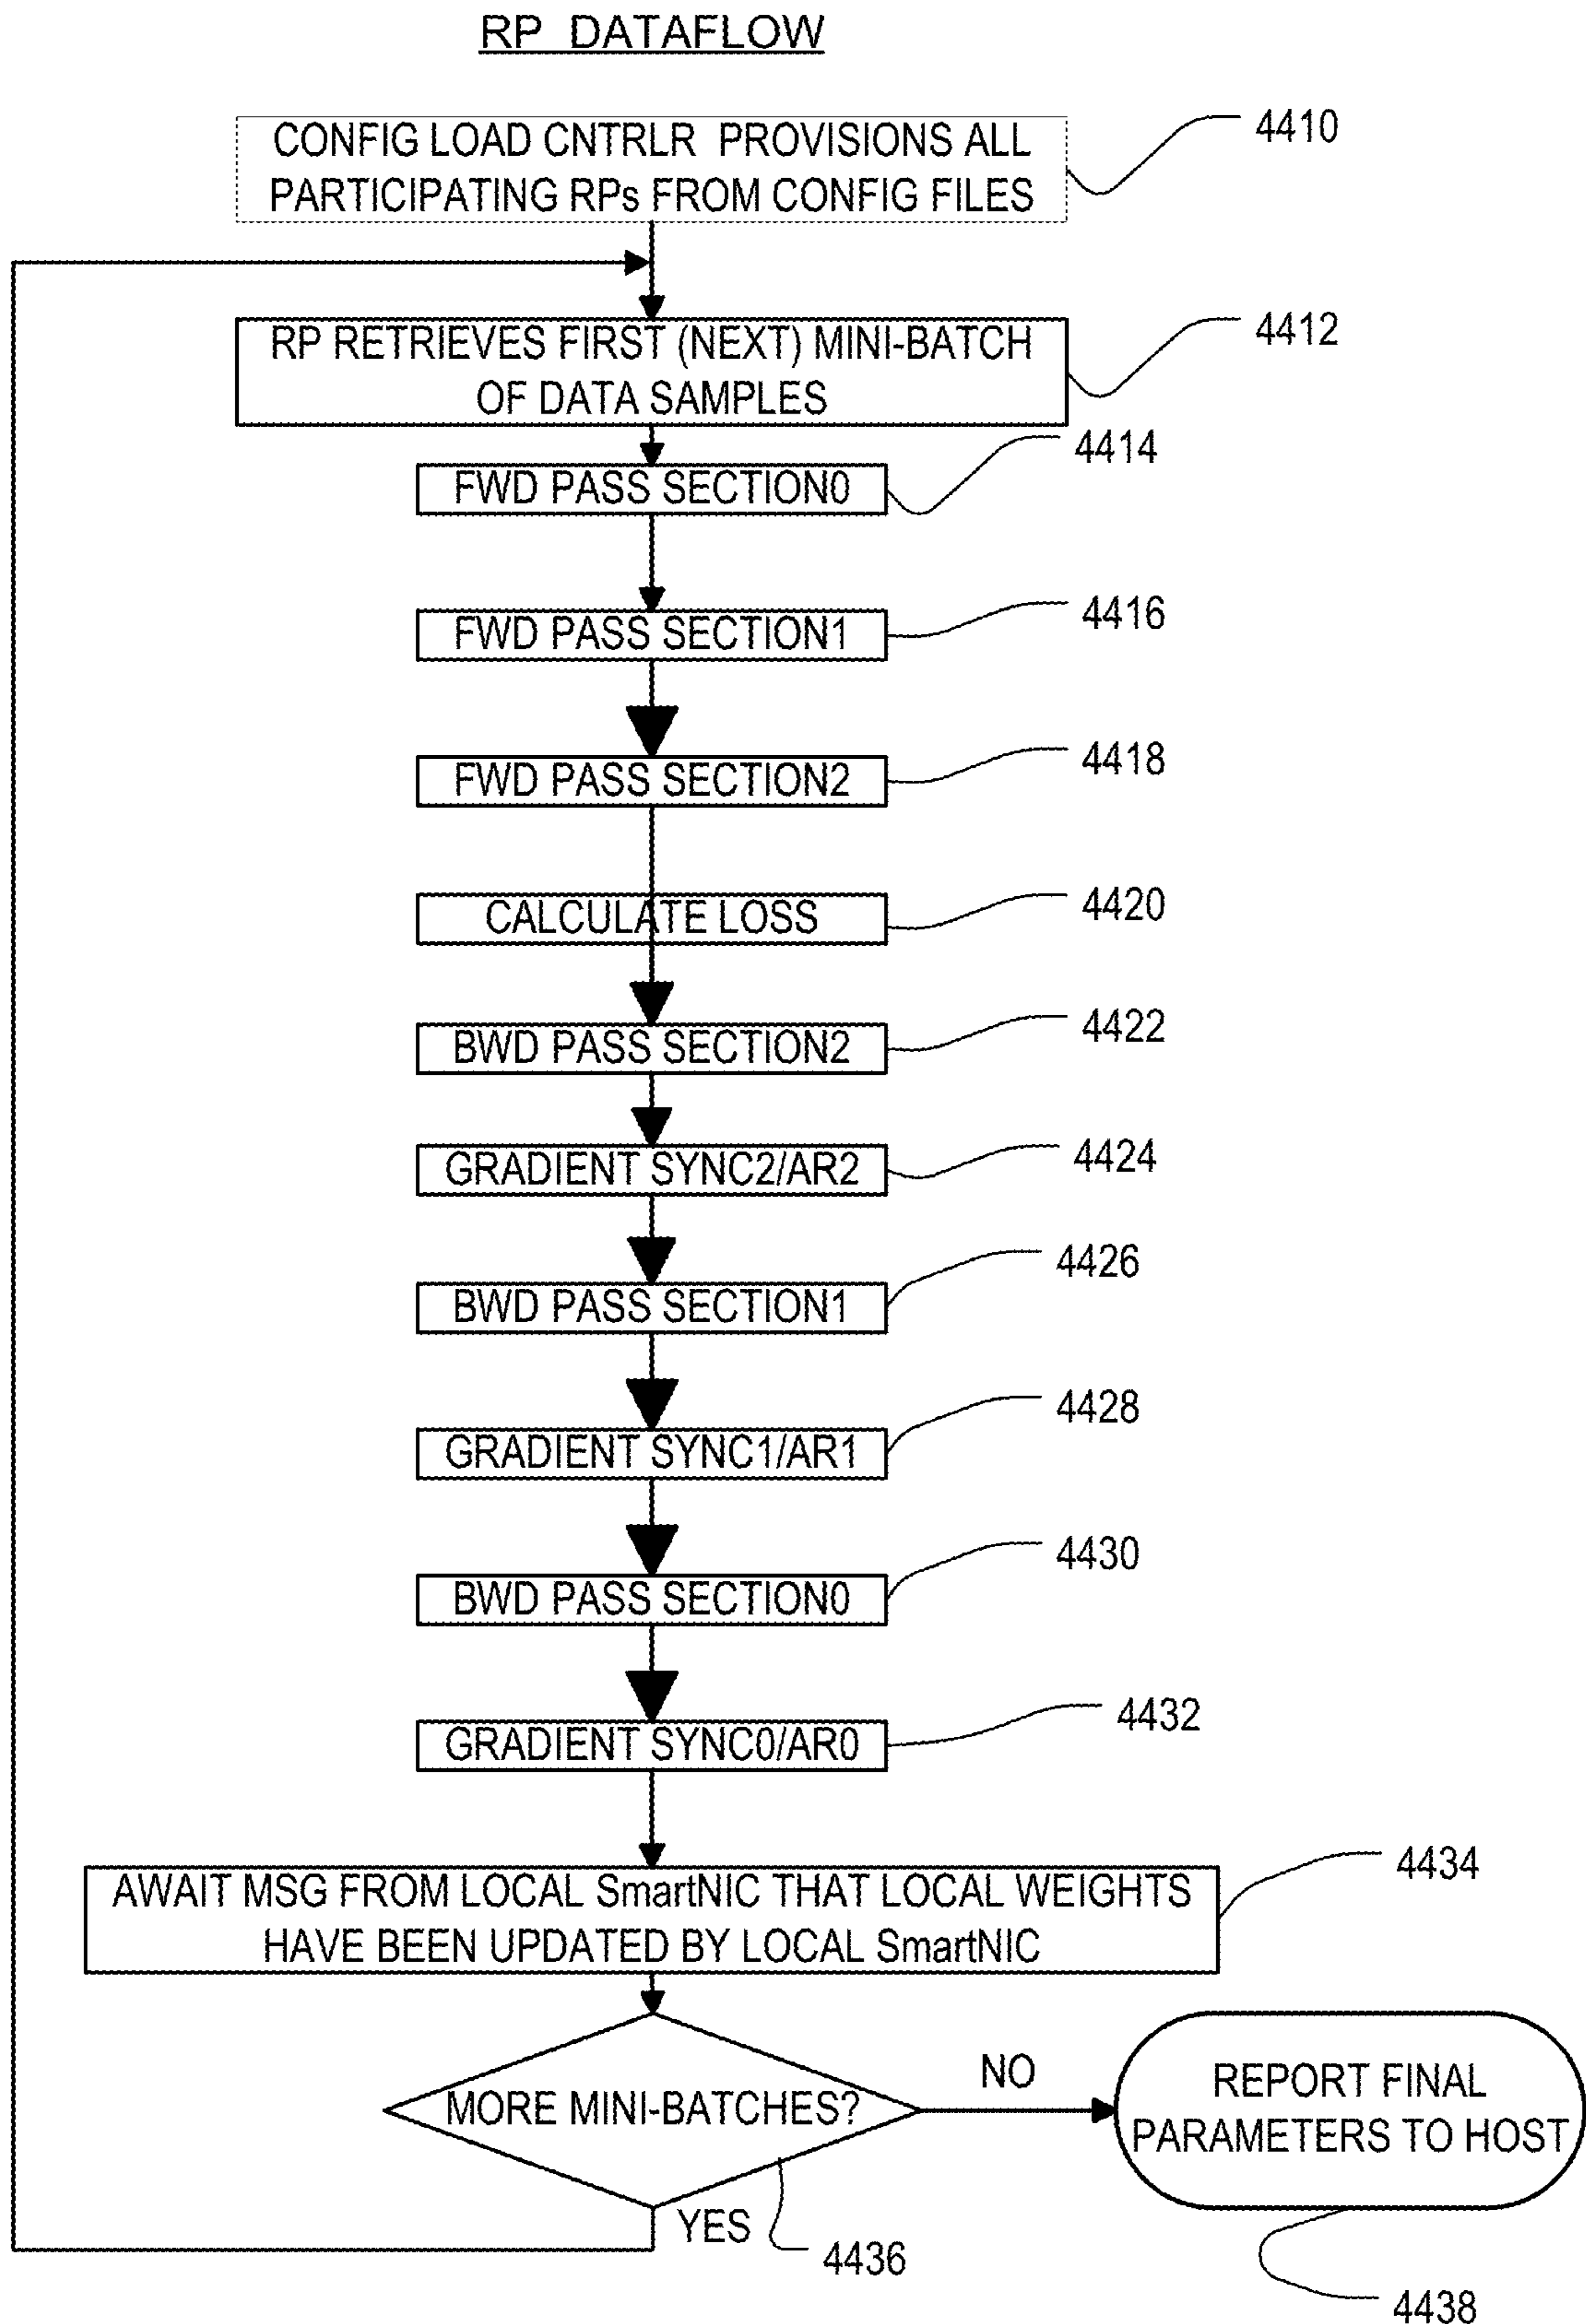 RP DATAFLOW
CONFIG LOAD CNTRLR PROVISIONS ALL
PARTICIPATING RPs FROM CONFIG FILES
4410
RP RETRIEVES FIRST (NEXT) MINI-BATCH
OF DATA SAMPLES
4412
FWD PASS SECTION0
4414
FWD PASS SECTION1
4416
FWD PASS SECTION2
4418
CALCULATE LOSS
4420
BWD PASS SECTION2
4422
GRADIENT SYNC2/AR2
4424
BWD PASS SECTION1
4426
GRADIENT SYNC1/AR1
4428
BWD PASS SECTION0
4430
GRADIENT SYNC0/AR0
4432
AWAIT MSG FROM LOCAL SmartNIC THAT LOCAL WEIGHTS
HAVE BEEN UPDATED BY LOCAL SmartNIC
4434
MORE MINI-BATCHES?
NO
REPORT FINAL
PARAMETERS TO HOST
YES
4436
4438